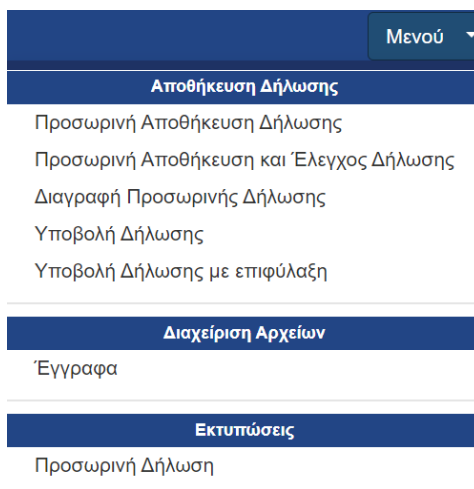 Μενού
Αποθήκευση Δήλωσης
Προσωρινή Αποθήκευση Δήλωσης
Προσωρινή Αποθήκευση και Έλεγχος Δήλωσης
Διαγραφή Προσωρινής Δήλωσης
Υποβολή Δήλωσης
Υποβολή Δήλωσης με επιφύλαξη
Διαχείριση Αρχείων
Έγγραφα
Εκτυπώσεις
Προσωρινή Δήλωση